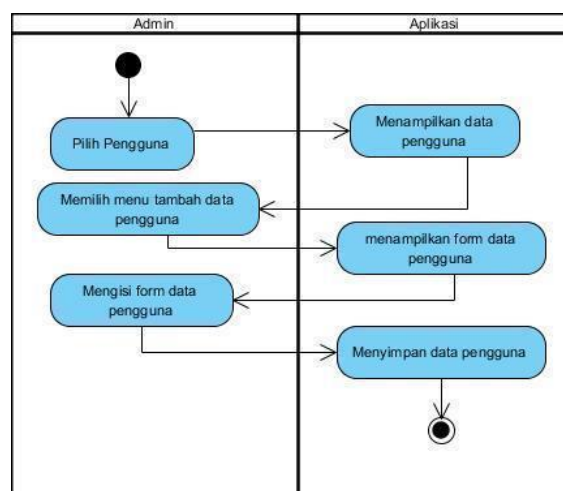 Admin
Aplikasi
Pilih Pengguna
Menampilkan data
pengguna
Memilih menu tambah data
pengguna
menampilkan form data
pengguna
Mengisi form data
pengguna
Menyimpan data pengguna